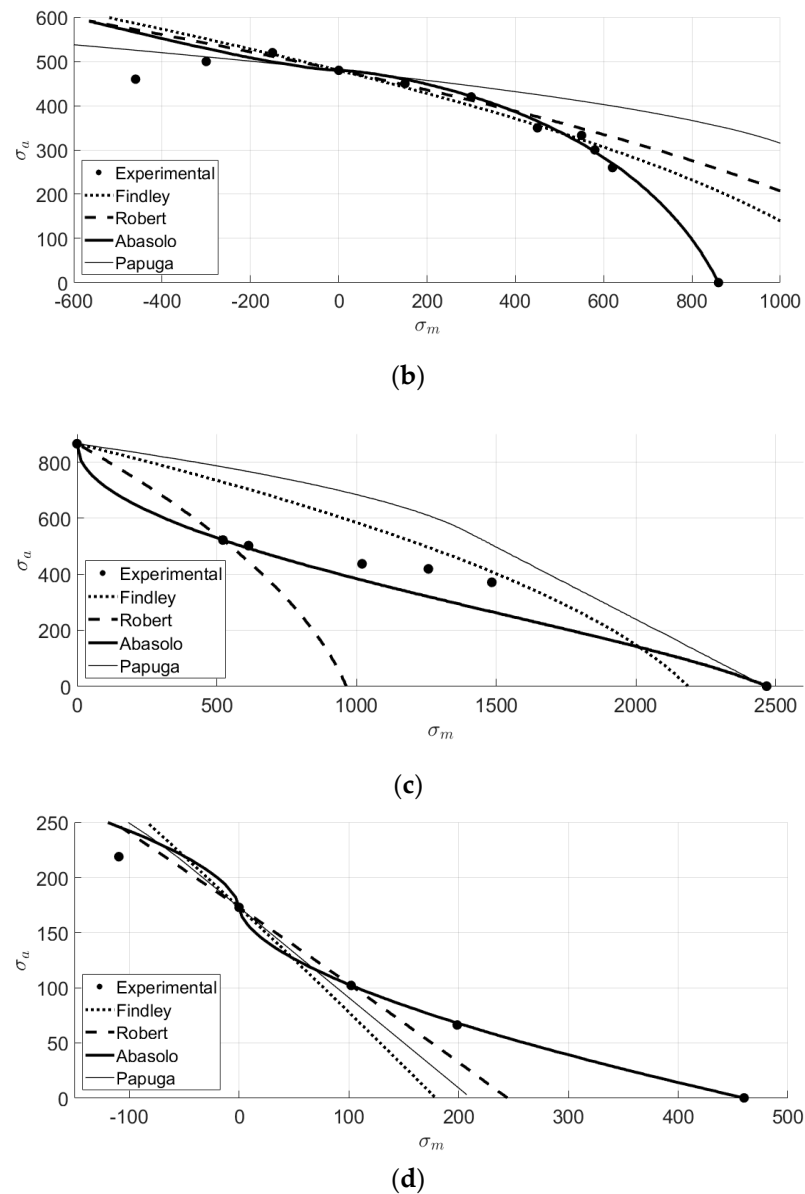 600
500
400
300
200
100
0
σa
Experimental
Findley
Robert
Abasolo
Papuga
-600 -400 -200 0 200 400 600 800 1000
σm
(b)
800
600
400
200
0
σa
Experimental
Findley
Robert
Abasolo
Papuga
0 500 1000 1500 2000 2500
σm
(c)
250
200
150
100
50
0
σa
Experimental
Findley
Robert
Abasolo
Papuga
-100 0 100 200 300 400 500
σm
(d)